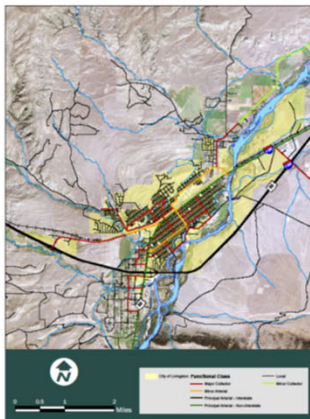 N
0 0.5 1 2
Miles
City of Livingston
Functional Class
Major Collector
Minor Arterial
Principal Arterial - Interstate
Principal Arterial - Non-Interstate
Local
Minor Collector